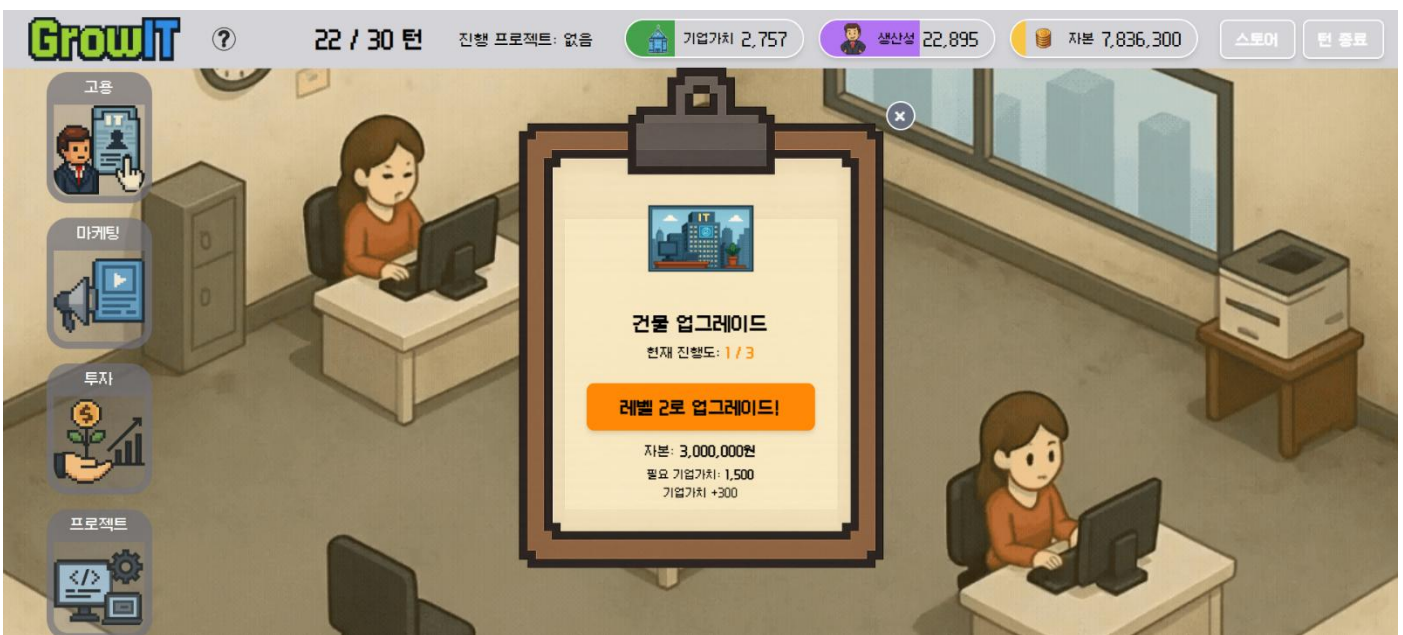 GrowIT
?
22 / 30 턴
진행 프로젝트: 없음
기업가치 2,757
생산성 22,895
자본 7,836,300
스토어
턴 종료
고용
IT
마케팅
투자
$
프로젝트
</>
x
IT
건물 업그레이드
현재 진행도: 1 / 3
레벨 2로 업그레이드!
자본: 3,000,000원
필요 기업가치: 1,500
기업가치 +300